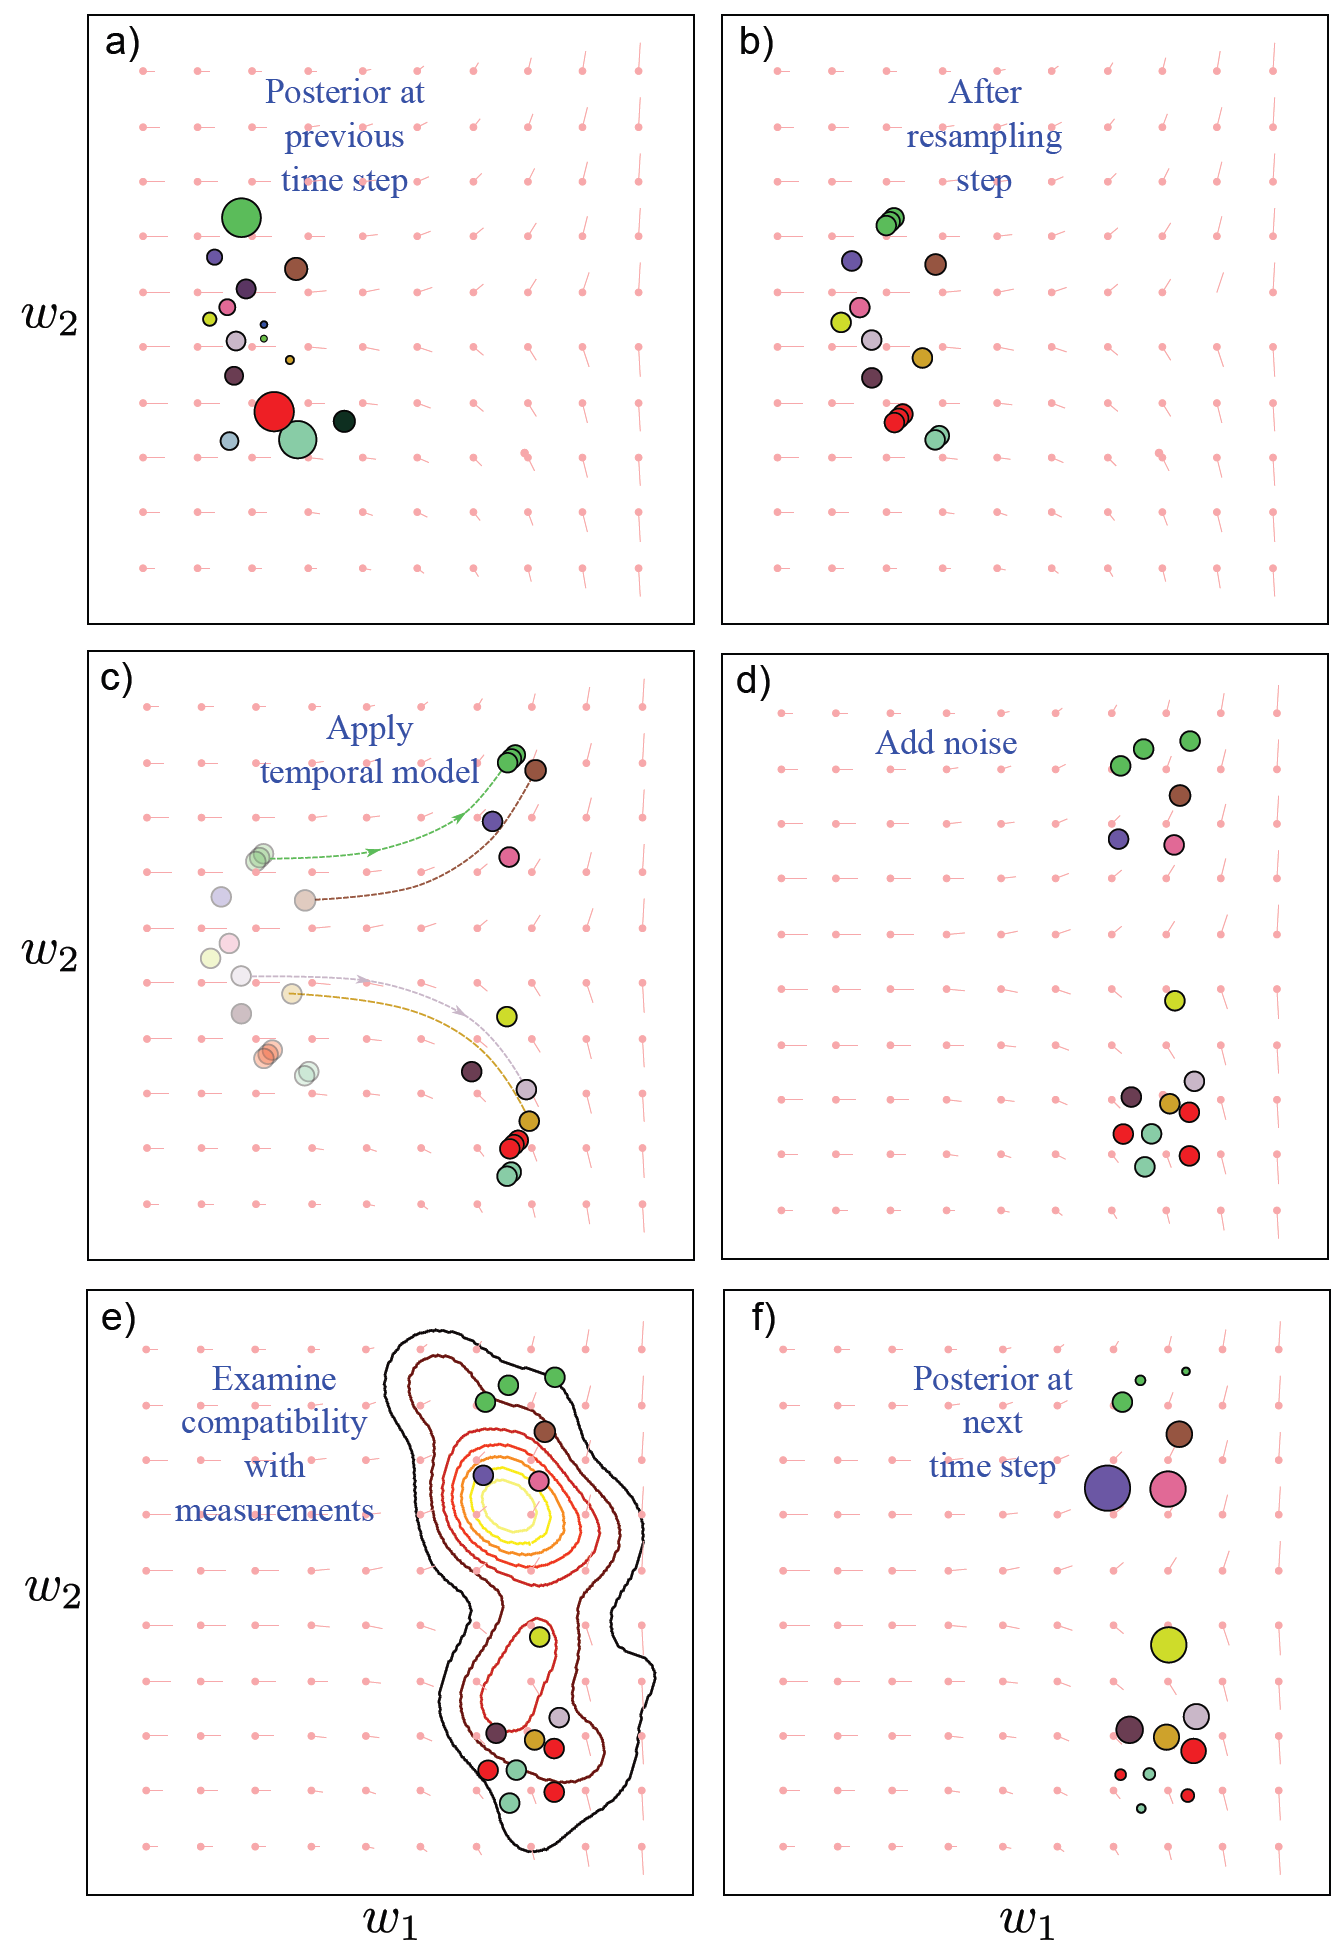 a)
Posterior at
previous
time step
b)
After
resampling
step
w2
c)
Apply
temporal model
d)
Add noise
w2
e)
Examine
compatibility
with
measurements
f)
Posterior at
next
time step
w2
w1
w1